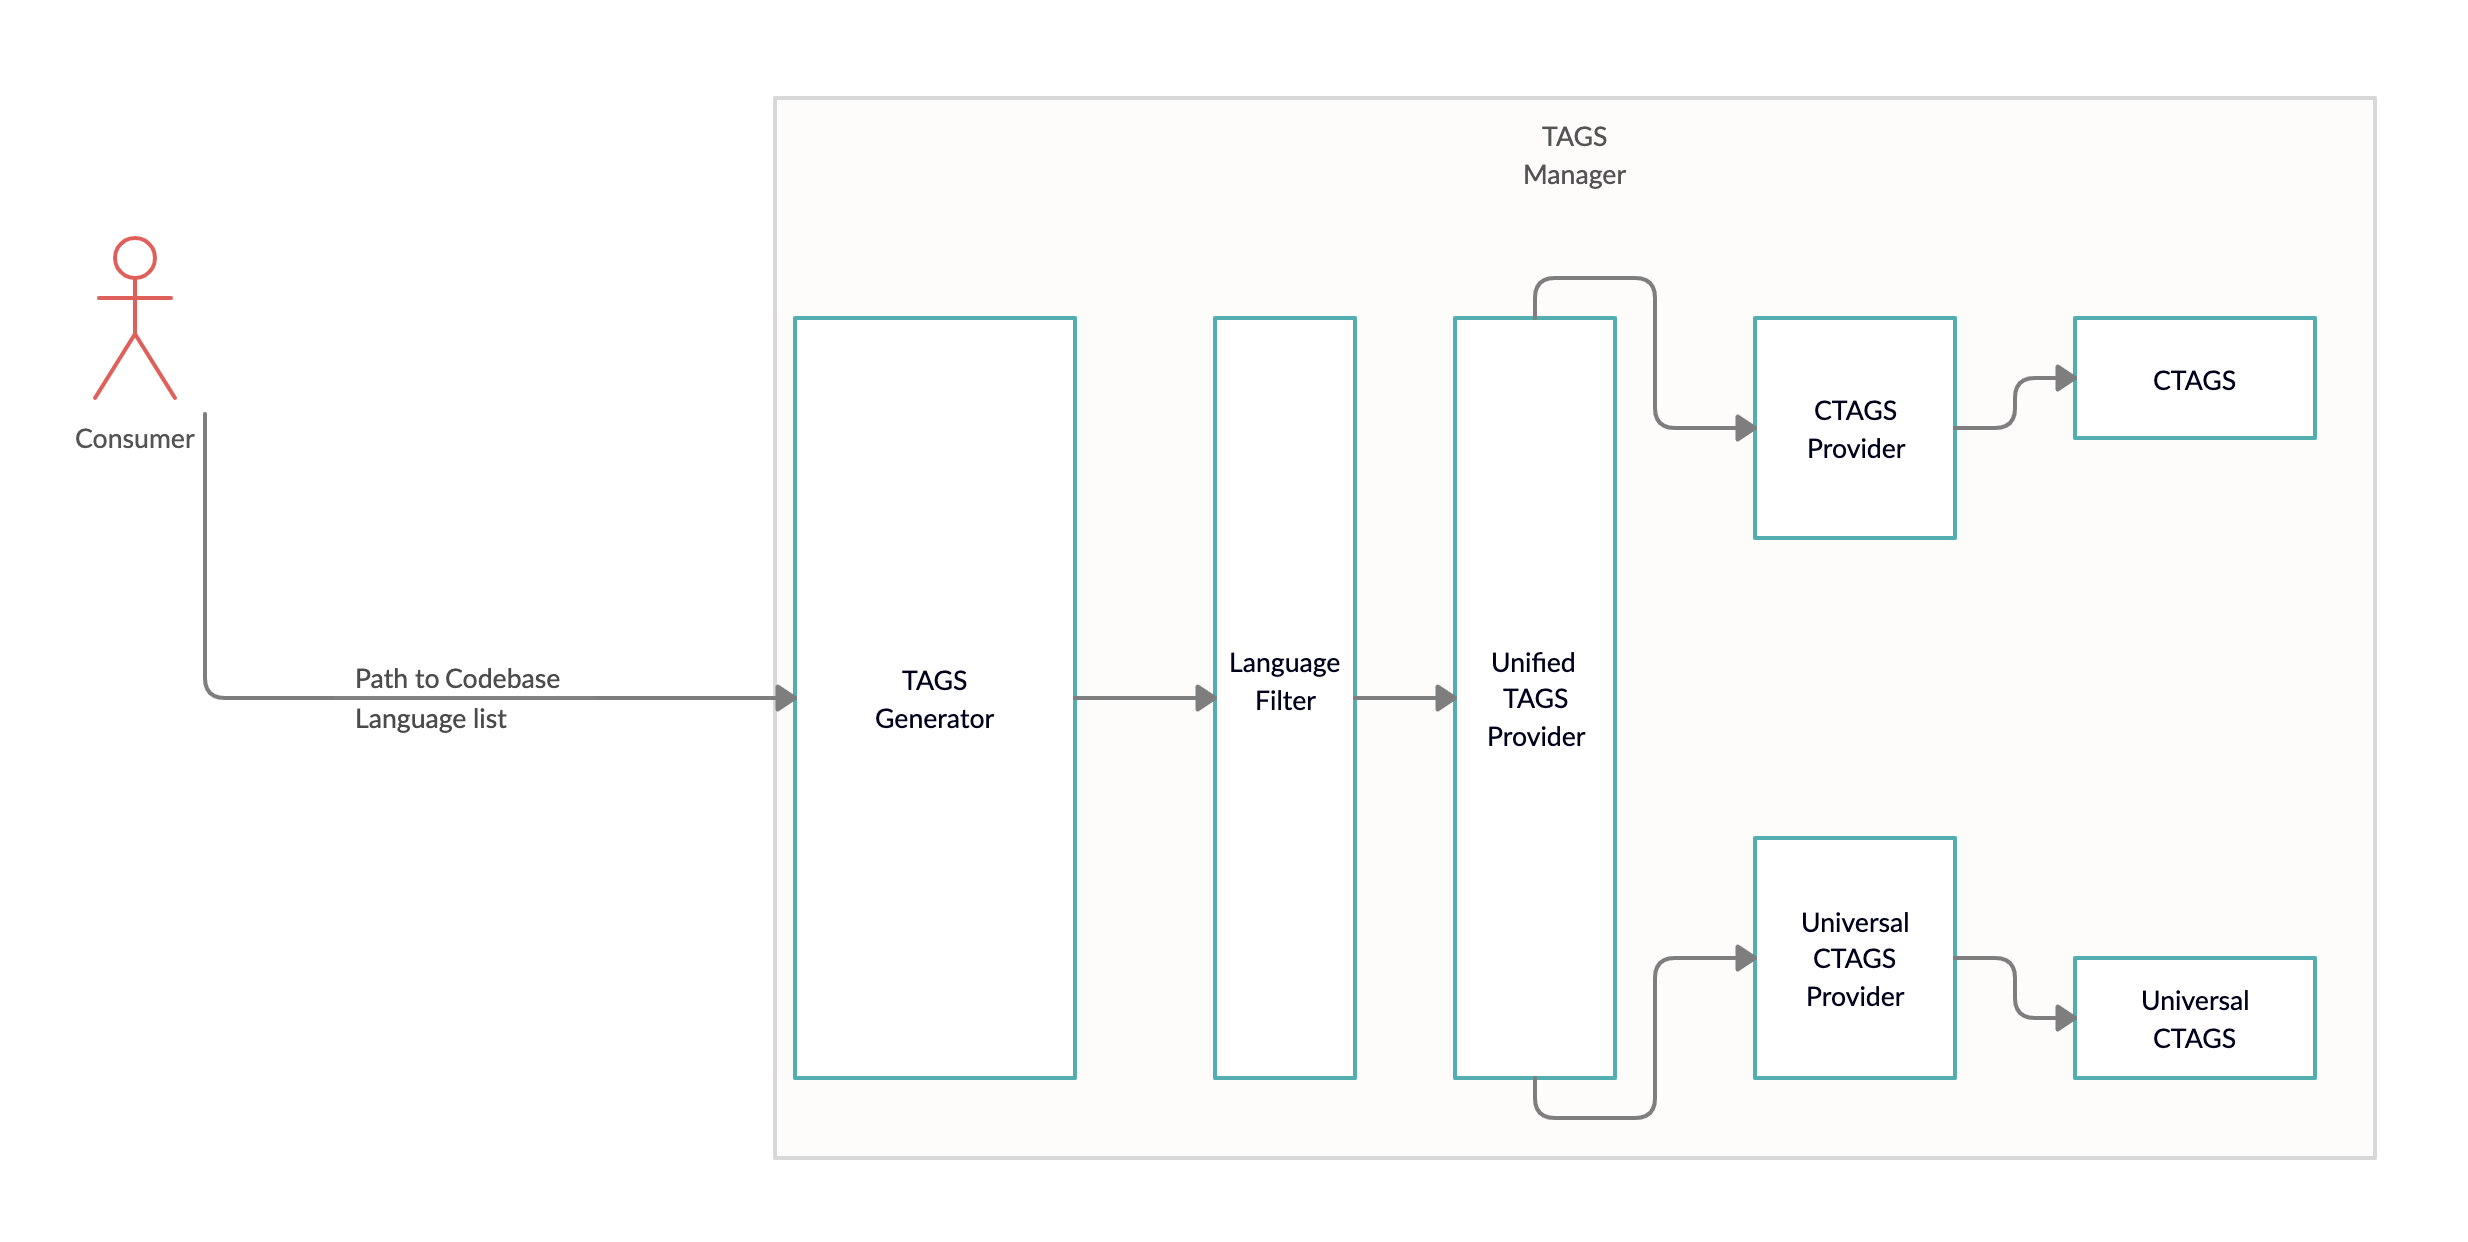 TAGS
Manager
Consumer
Path to Codebase
Language list
TAGS
Generator
Language
Filter
Unified
TAGS
Provider
CTAGS
Provider
CTAGS
Universal
CTAGS
Provider
Universal
CTAGS